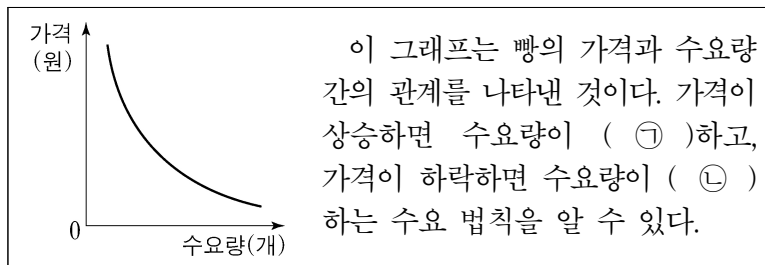 가격
(원)
0
수요량(개)
이 그래프는 빵의 가격과 수요량
간의 관계를 나타낸 것이다. 가격이
상승하면 수요량이 ( ㉠ )하고,
가격이 하락하면 수요량이 ( ㉡ )
하는 수요 법칙을 알 수 있다.